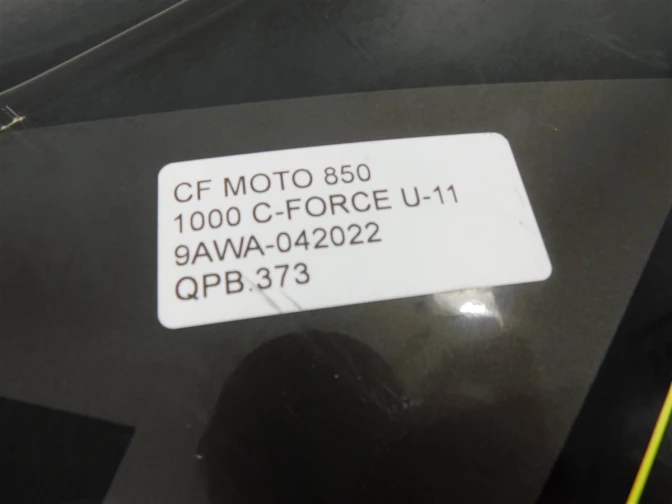 CF MOTO 850
1000 C-FORCE U-11
9AWA-042022
QPB.373